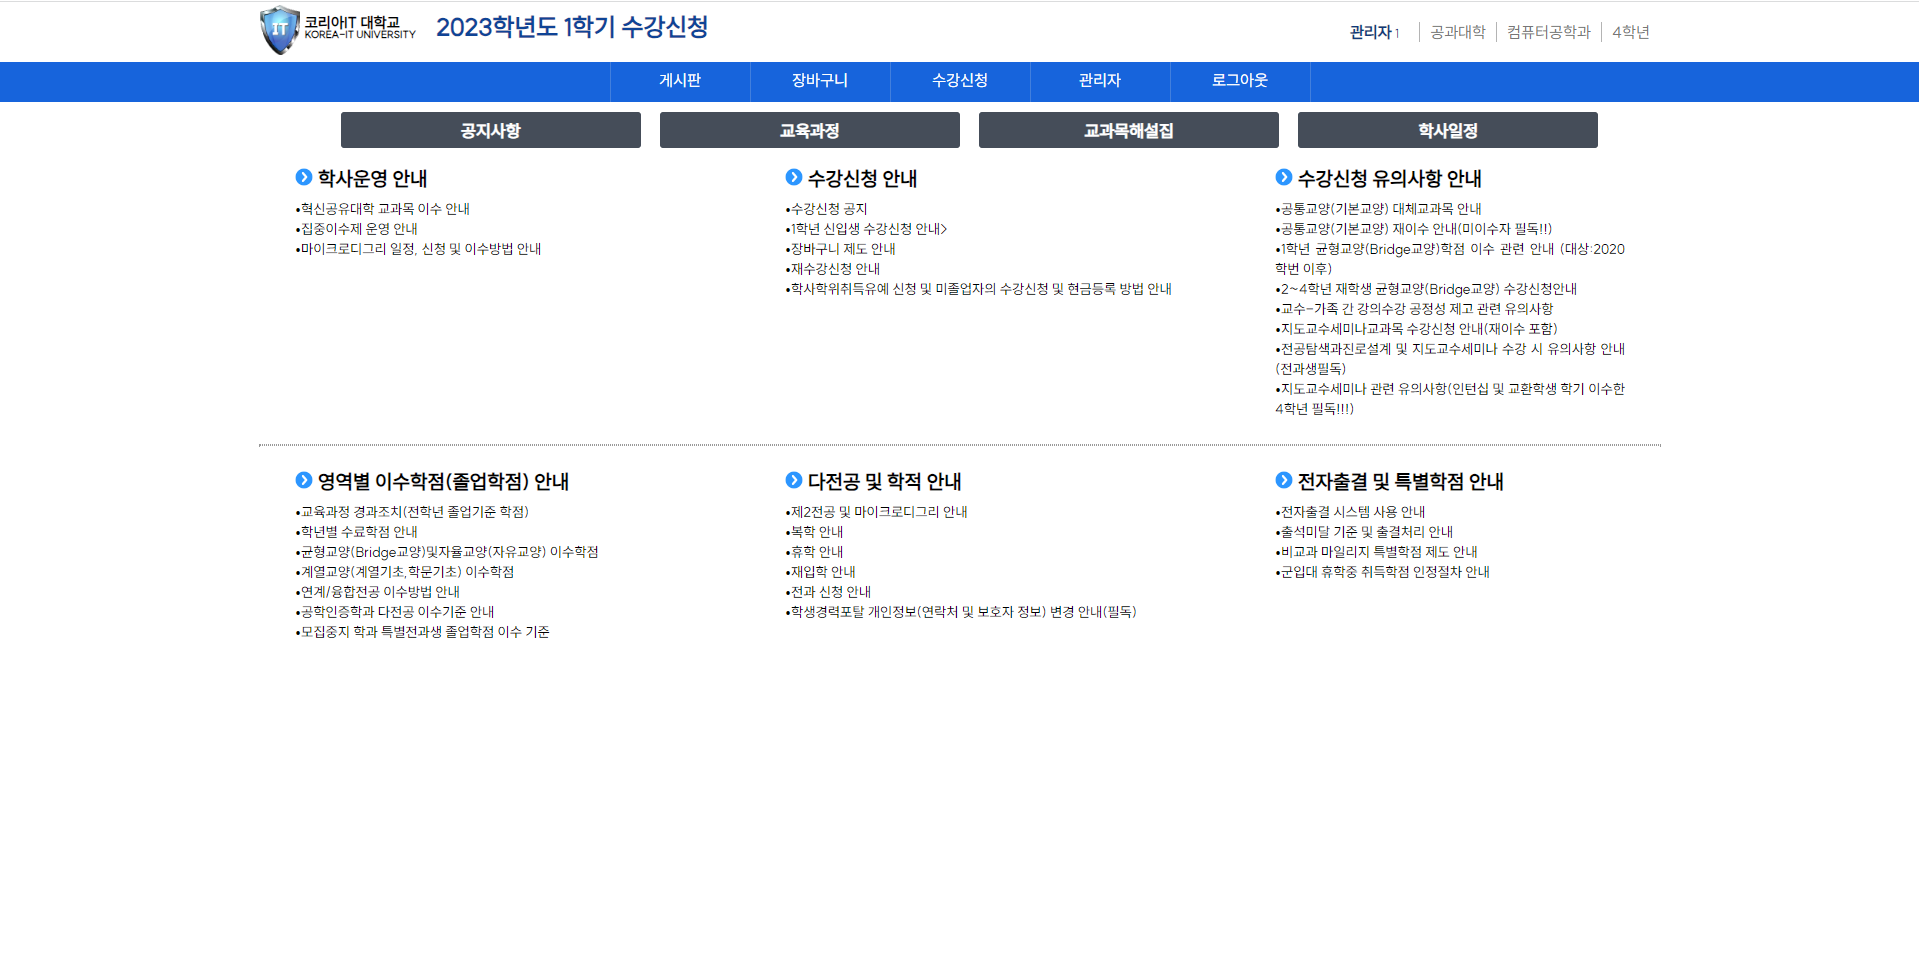 IT
코리아IT 대학교
KOREA-IT UNIVERSITY
2023학년도 1학기 수강신청
관리자 1 공과대학 컴퓨터공학과 4학년
게시판 장바구니 수강신청 관리자 로그아웃
공지사항 교육과정 교과목해설집 학사일정
학사운영 안내
•혁신공유대학 교과목 이수 안내
•집중이수제 운영 안내
•마이크로디그리 일정, 신청 및 이수방법 안내
수강신청 안내
•수강신청 공지
•1학년 신입생 수강신청 안내>
•장바구니 제도 안내
•재수강신청 안내
•학사학위취득유예 신청 및 미졸업자의 수강신청 및 현금등록 방법 안내
수강신청 유의사항 안내
•공통교양(기본교양) 대체교과목 안내
•공통교양(기본교양) 재이수 안내(미이수자 필독!!)
•1학년 균형교양(Bridge교양)학점 이수 관련 안내 (대상:2020
학번 이후)
•2~4학년 재학생 균형교양(Bridge교양) 수강신청안내
•교수-가족 간 강의수강 공정성 제고 관련 유의사항
•지도교수세미나교과목 수강신청 안내(재이수 포함)
•전공탐색과진로설계 및 지도교수세미나 수강 시 유의사항 안내
(전과생필독)
•지도교수세미나 관련 유의사항(인턴십 및 교환학생 학기 이수한
4학년 필독!!!)
영역별 이수학점(졸업학점) 안내
•교육과정 경과조치(전학년 졸업기준 학점)
•학년별 수료학점 안내
•균형교양(Bridge교양)및자율교양(자유교양) 이수학점
•계열교양(계열기초,학문기초) 이수학점
•연계/융합전공 이수방법 안내
•공학인증학과 다전공 이수기준 안내
•모집중지 학과 특별전과생 졸업학점 이수 기준
다전공 및 학적 안내
•제2전공 및 마이크로디그리 안내
•복학 안내
•휴학 안내
•재입학 안내
•전과 신청 안내
•학생경력포탈 개인정보(연락처 및 보호자 정보) 변경 안내(필독)
전자출결 및 특별학점 안내
•전자출결 시스템 사용 안내
•출석미달 기준 및 출결처리 안내
•비교과 마일리지 특별학점 제도 안내
•군입대 휴학중 취득학점 인정절차 안내